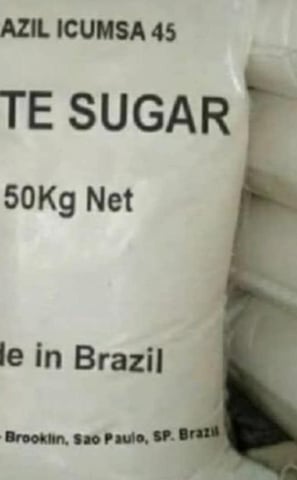 AZIL ICUMSA 45
TE SUGAR
50Kg Net
de in Brazil
Brooklin, Sao Paulo, SP. Brazil